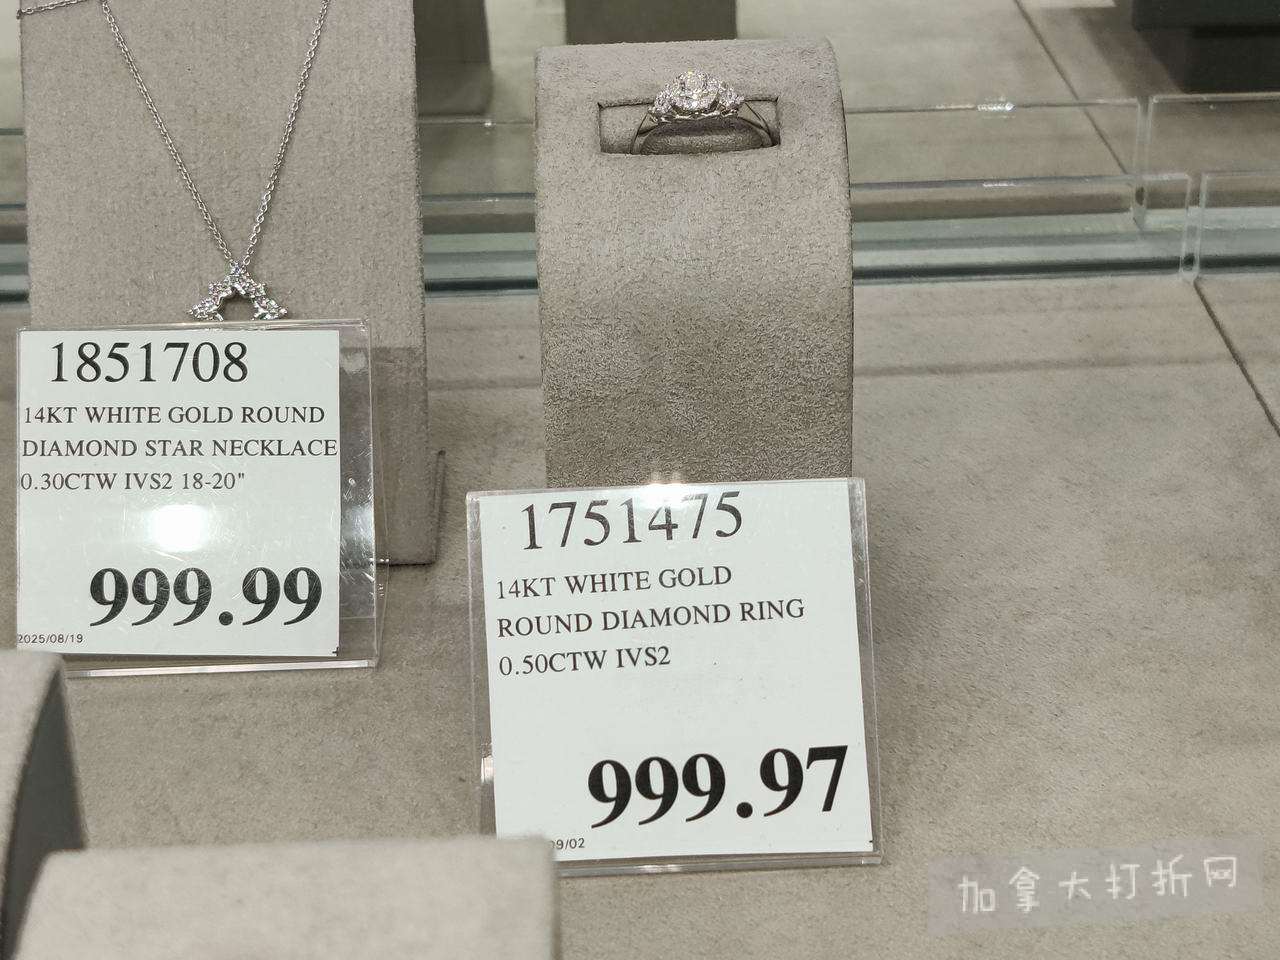 1851708
14KT WHITE GOLD ROUND
DIAMOND STAR NECKLACE
0.30CTW IVS2 18-20"
999.99
2025/08/19
1751475
14KT WHITE GOLD
ROUND DIAMOND RING
0.50CTW IVS2
999.97
09/02
加拿大打折网